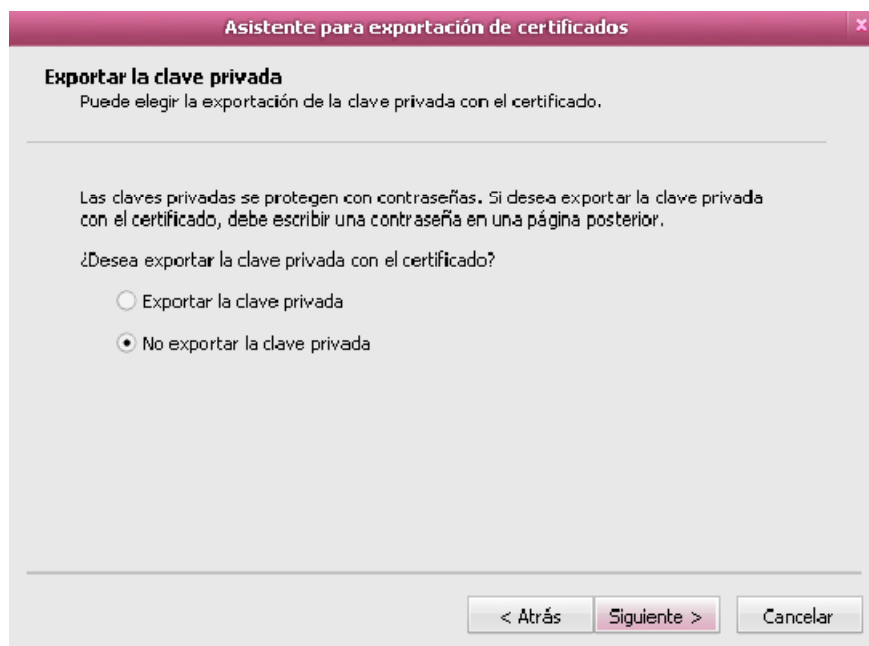 Asistente para exportación de certificados
x
Exportar la clave privada
Puede elegir la exportación de la clave privada con el certificado.
Las claves privadas se protegen con contraseñas. Si desea exportar la clave privada
con el certificado, debe escribir una contraseña en una página posterior.
¿Desea exportar la clave privada con el certificado?
Exportar la clave privada
No exportar la clave privada
< Atrás
Siguiente >
Cancelar